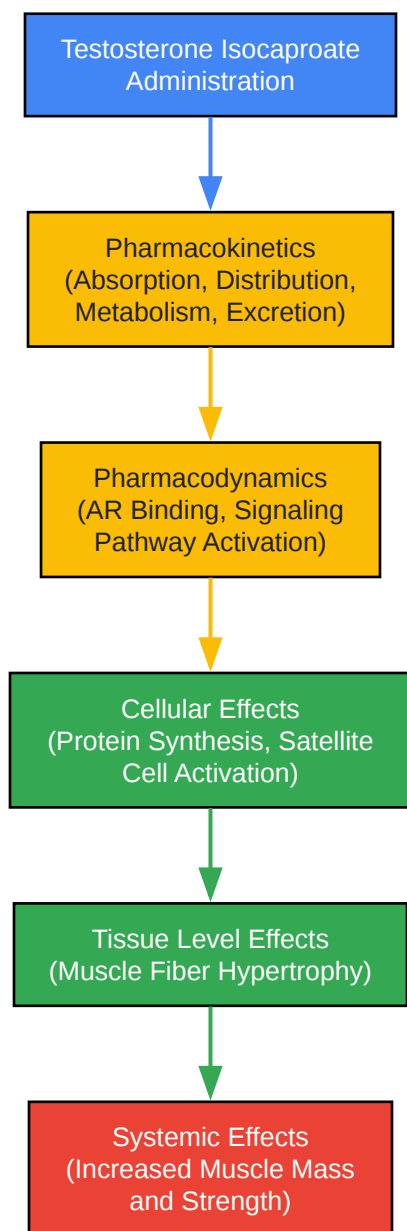 Testosterone Isocaproate
Administration
Pharmacokinetics
(Absorption, Distribution,
Metabolism, Excretion)
Pharmacodynamics
(AR Binding, Signaling
Pathway Activation)
Cellular Effects
(Protein Synthesis, Satellite
Cell Activation)
Tissue Level Effects
(Muscle Fiber Hypertrophy)
Systemic Effects
(Increased Muscle Mass
and Strength)